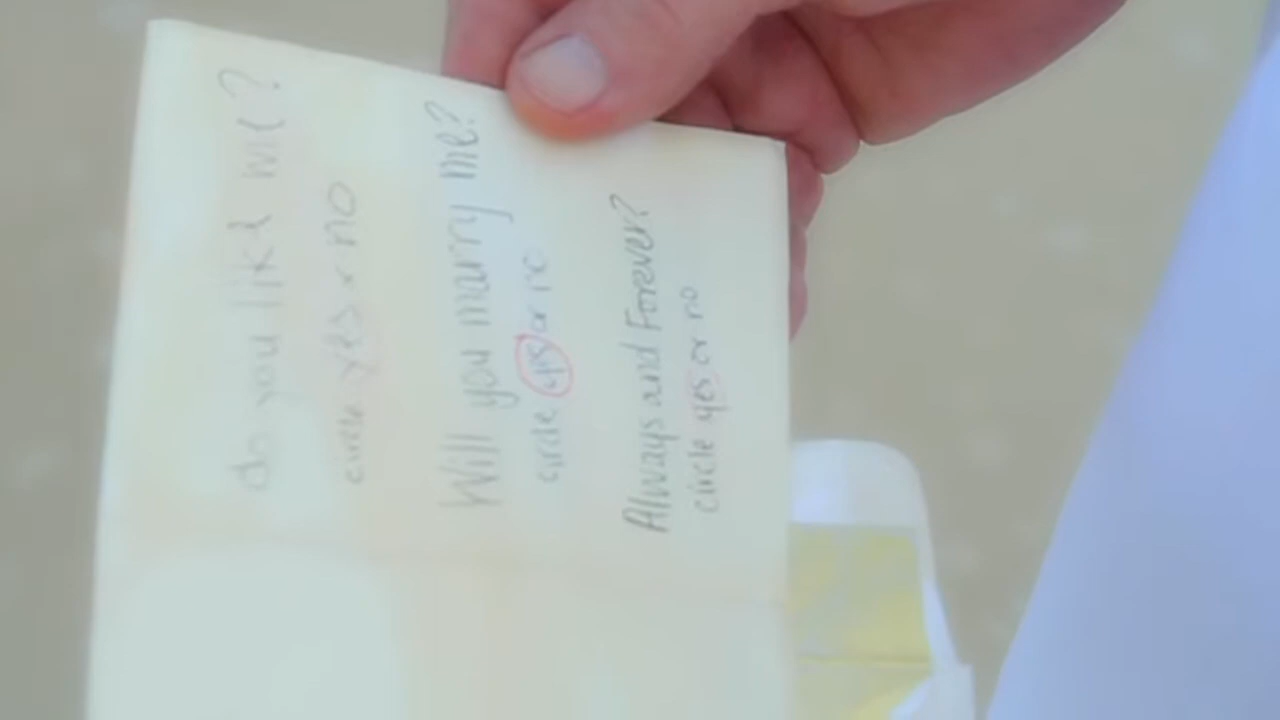 do you like me?
circle yes or no
Will you marry me?
circle yes or no
Always and Forever?
circle yes or no